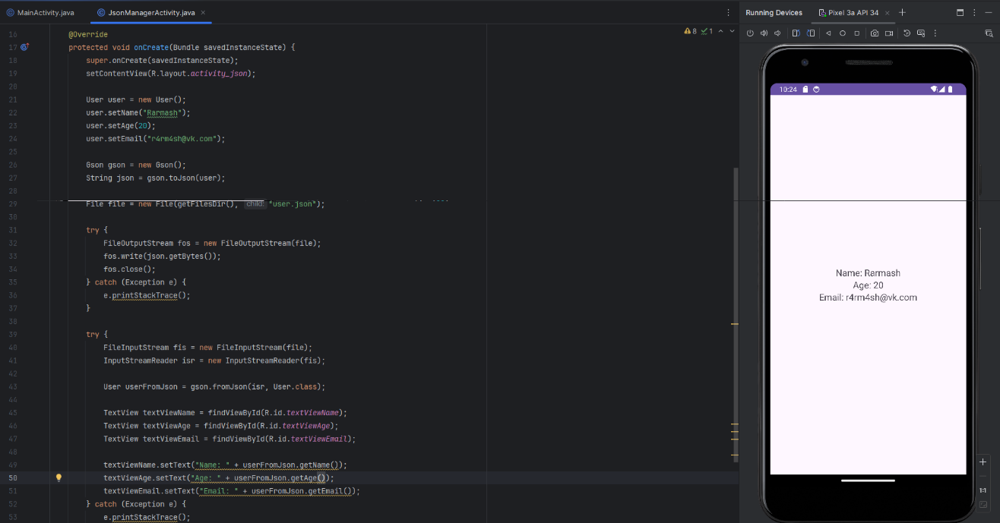 MainActivity.java
JsonManagerActivity.java
8 1
16 @Override
17 protected void onCreate(Bundle savedInstanceState) {
18 super.onCreate(savedInstanceState);
19 setContentView(R.layout.activity_json);
20
21 User user = new User();
22 user.setName("Rarmash");
23 user.setAge(20);
24 user.setEmail("r4rm4sh@vk.com");
25
26 Gson gson = new Gson();
27 String json = gson.toJson(user);
28
29 File file = new File(getFilesDir(), child: "user.json");
30
31 try {
32 FileOutputStream fos = new FileOutputStream(file);
33 fos.write(json.getBytes());
34 fos.close();
35 } catch (Exception e) {
36 e.printStackTrace();
37 }
38
39 try {
40 FileInputStream fis = new FileInputStream(file);
41 InputStreamReader isr = new InputStreamReader(fis);
42
43 User userFromJson = gson.fromJson(isr, User.class);
44
45 TextView textViewName = findViewById(R.id.textViewName);
46 TextView textViewAge = findViewById(R.id.textViewAge);
47 TextView textViewEmail = findViewById(R.id.textViewEmail);
48
49 textViewName.setText("Name: " + userFromJson.getName());
50 textViewAge.setText("Age: " + userFromJson.getAge());
51 textViewEmail.setText("Email: " + userFromJson.getEmail());
52 } catch (Exception e) {
53 e.printStackTrace();
Running Devices
Pixel 3a API 34
10:24
Name: Rarmash
Age: 20
Email: r4rm4sh@vk.com
1:1